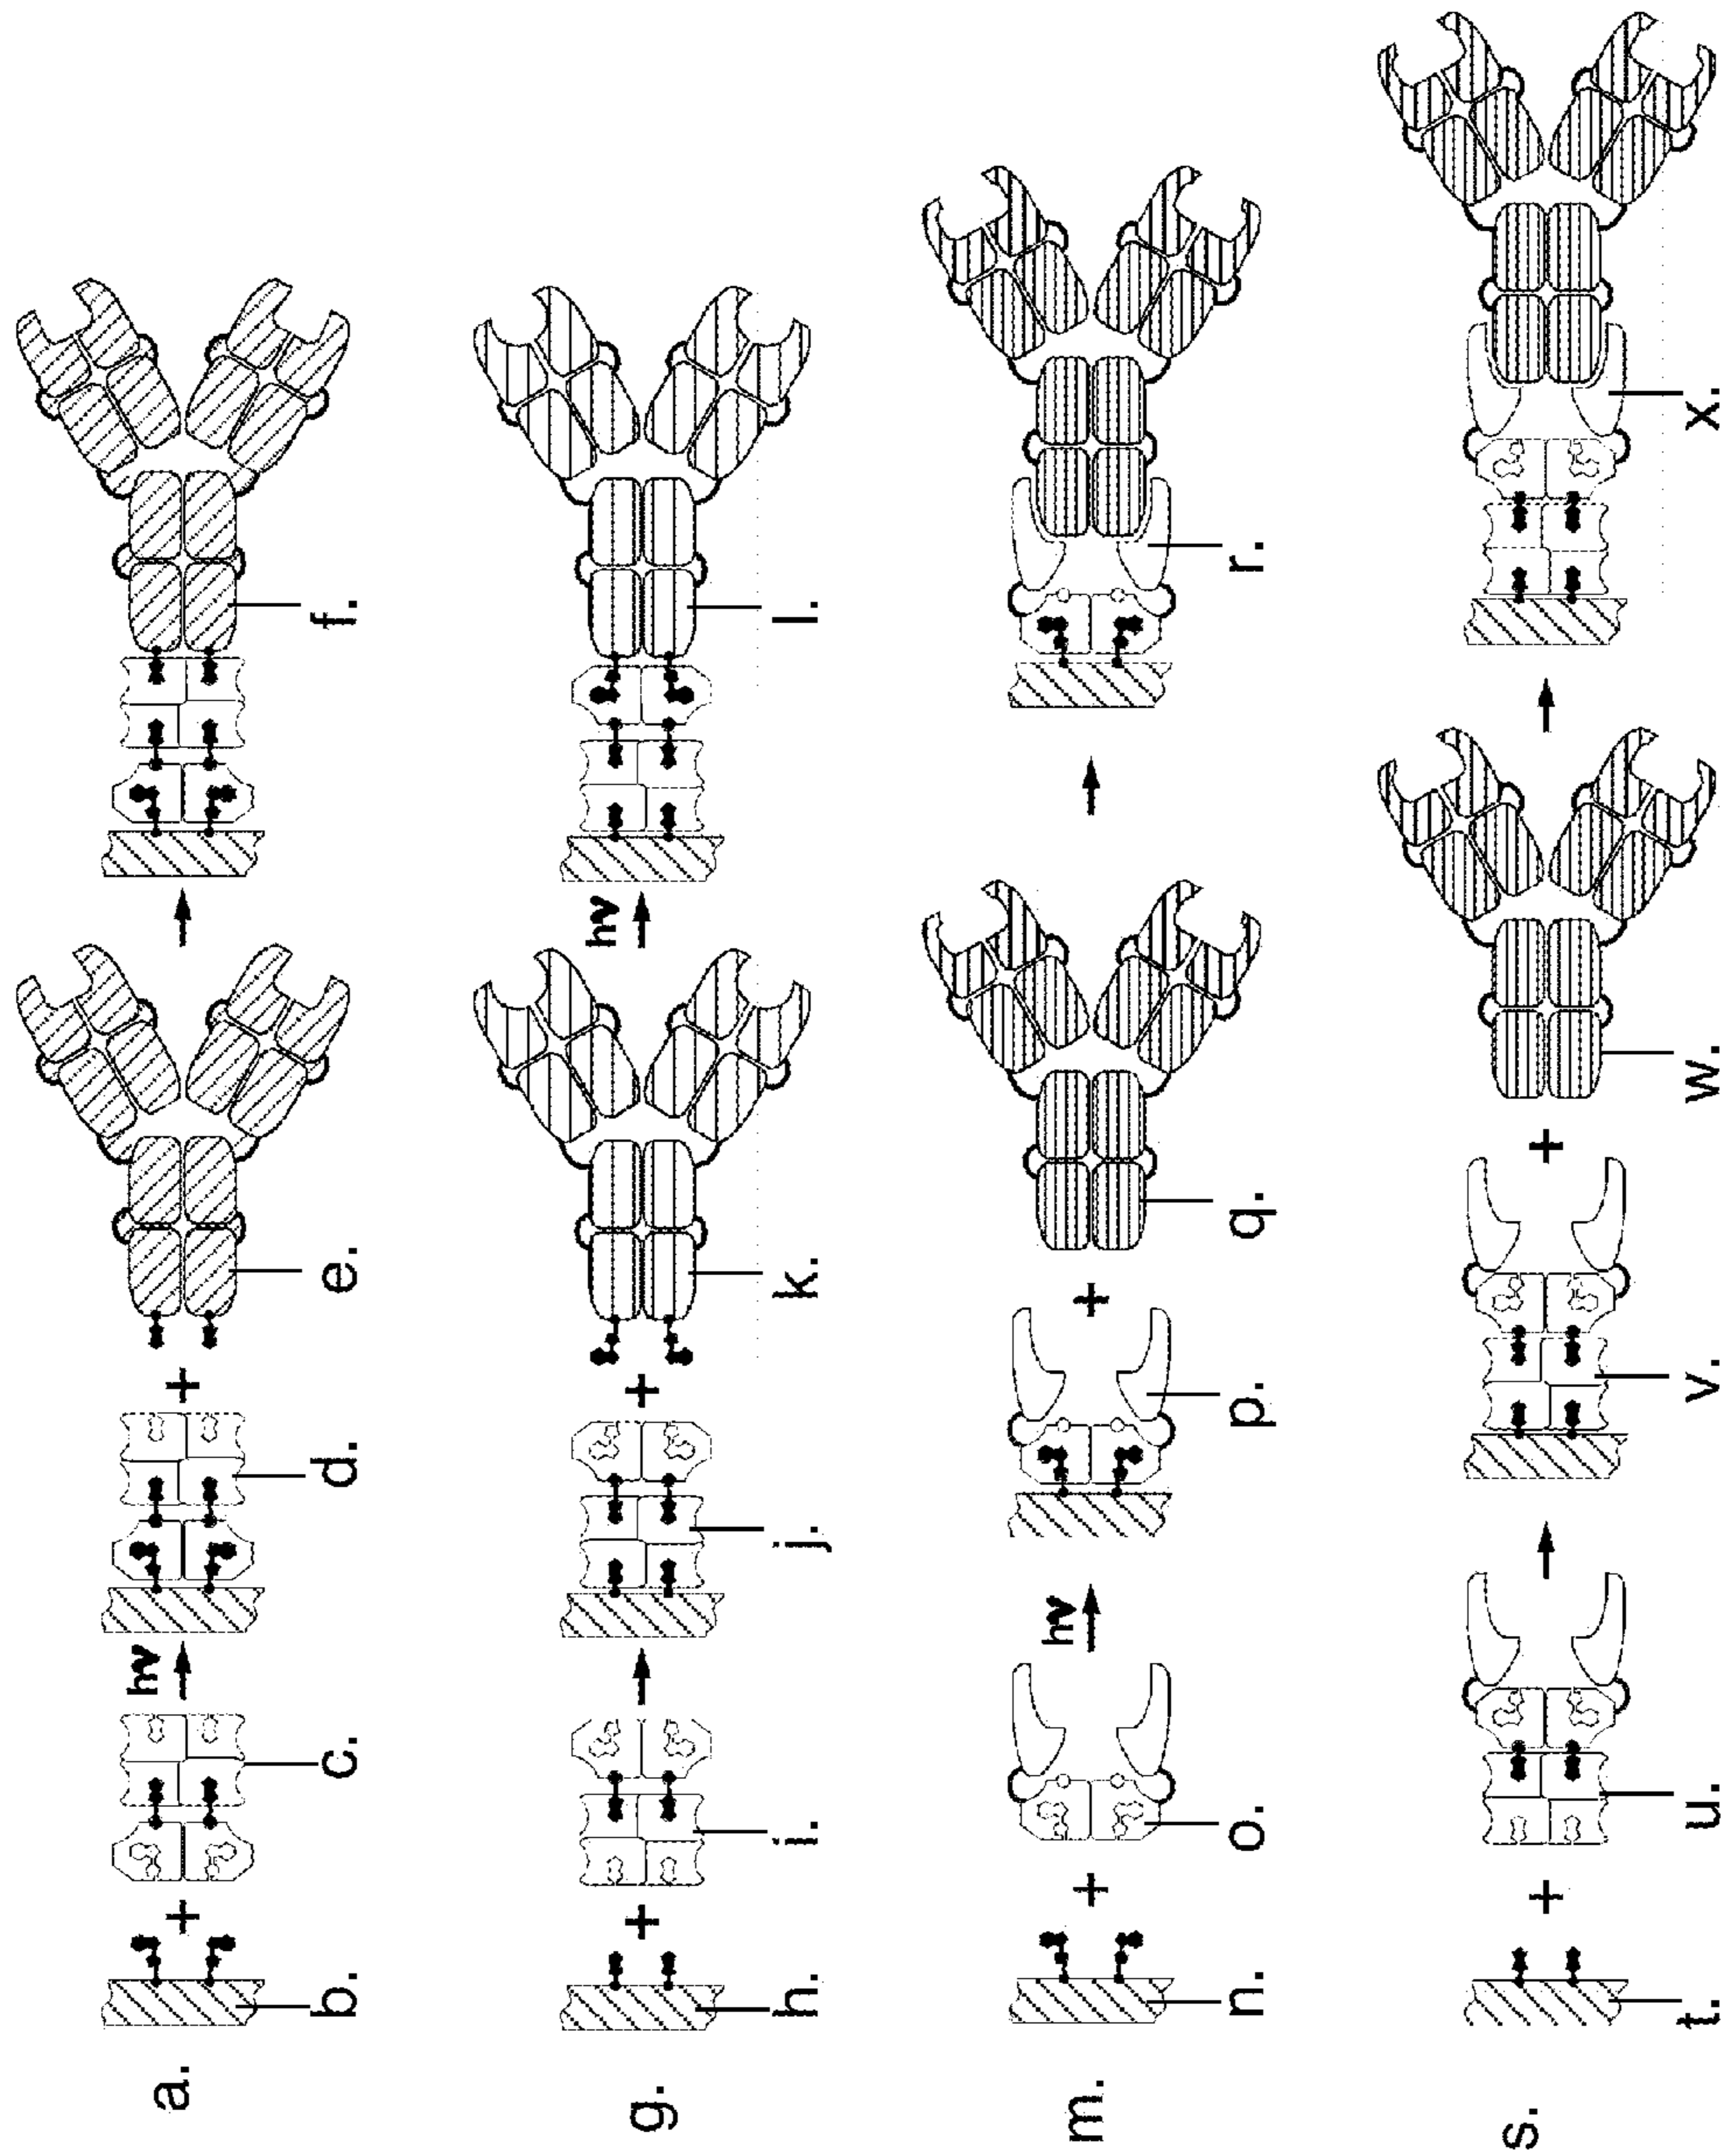 a. + hν +
b. c. d. e. f.
g. + + hν
h. i. j. k. l.
m. + hν +
n. o. p. q. r.
s. + +
t. u. v. w. x.